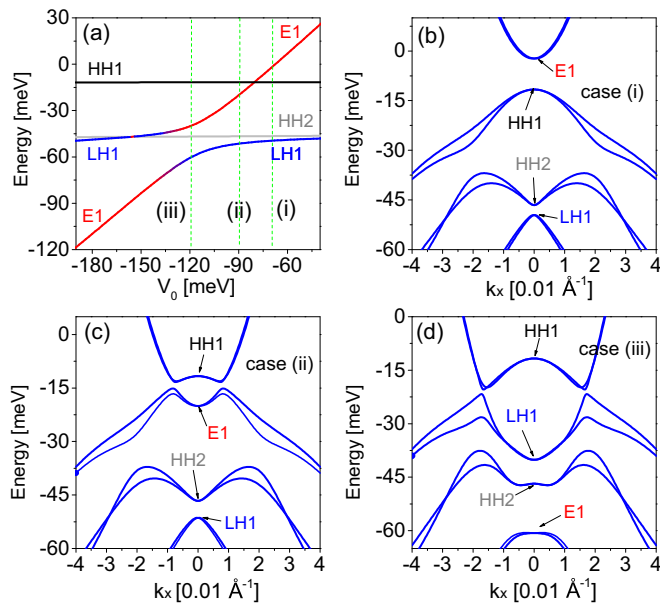 (a)
E1
HH1
HH2
LH1
LH1
E1
(iii)
(ii)
(i)
30
0
-30
-60
-90
-120
Energy [meV]
-180 -150 -120 -90 -60
V0 [meV]
(b)
E1
case (i)
HH1
HH2
LH1
0
-15
-30
-45
-60
Energy [meV]
-4 -3 -2 -1 0 1 2 3 4
kx [0.01 Å-1]
(c)
HH1
case (ii)
E1
HH2
LH1
0
-15
-30
-45
-60
Energy [meV]
-4 -3 -2 -1 0 1 2 3 4
kx [0.01 Å-1]
(d)
HH1
case (iii)
LH1
HH2
E1
0
-15
-30
-45
-60
Energy [meV]
-4 -3 -2 -1 0 1 2 3 4
kx [0.01 Å-1]